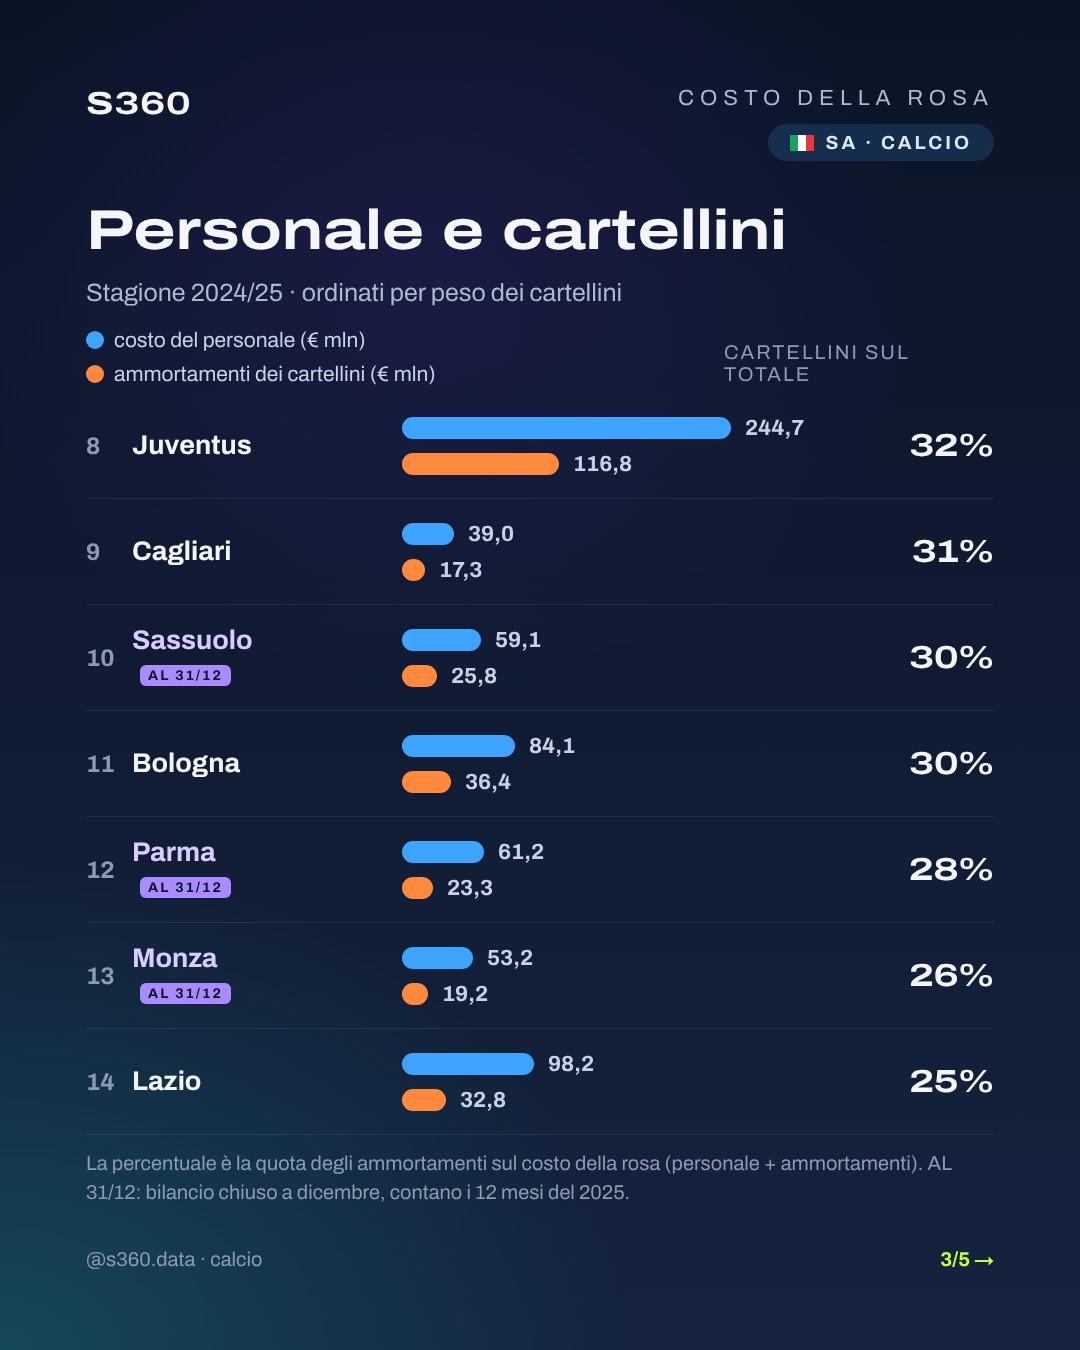 S360
COSTO DELLA ROSA
SA · CALCIO
Personale e cartellini
Stagione 2024/25 · ordinati per peso dei cartellini
costo del personale (€ mln)
ammortamenti dei cartellini (€ mln)
CARTELLINI SUL
TOTALE
8 Juventus 244,7 116,8 32%
9 Cagliari 39,0 17,3 31%
10 Sassuolo AL 31/12 59,1 25,8 30%
11 Bologna 84,1 36,4 30%
12 Parma AL 31/12 61,2 23,3 28%
13 Monza AL 31/12 53,2 19,2 26%
14 Lazio 98,2 32,8 25%
La percentuale è la quota degli ammortamenti sul costo della rosa (personale + ammortamenti). AL
31/12: bilancio chiuso a dicembre, contano i 12 mesi del 2025.
@s360.data · calcio
3/5 →